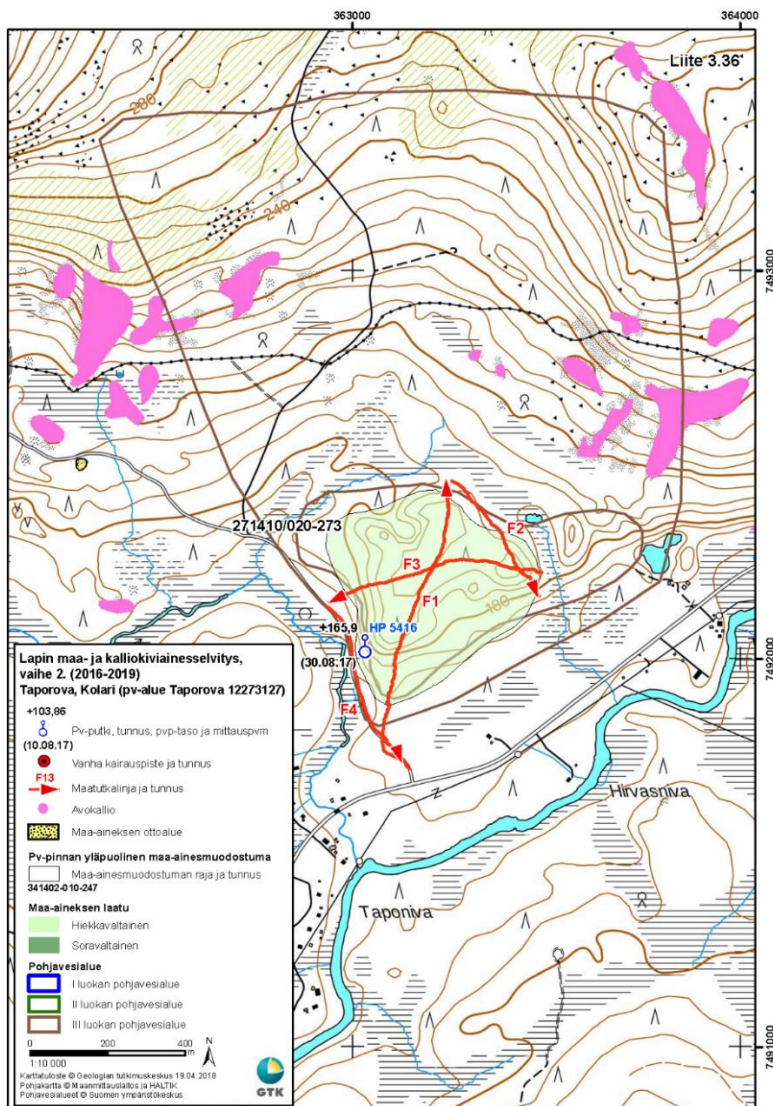 363000
364000
Liite 3.36
280
240
7493000
271410/020-273
F2
F3
F1
180
+165,9 HP 5416
(30.08.17)
7492000
F4
Hirvasniva
Taponiva
7491000
Lapin maa- ja kalliokiviainesselvitys,
vaihe 2. (2016-2019)
Taporova, Kolari (pv-alue Taporova 12273127)
+103,86
Pv-putki, tunnus, pvp-taso ja mittauspvm
(10.08.17)
Vanha kairauspiste ja tunnus
F13
Maatutkalinja ja tunnus
Avokallio
Maa-aineksen ottoalue
Pv-pinnan yläpuolinen maa-ainesmuodostuma
Maa-ainesmuodostuman raja ja tunnus
341402-010-247
Maa-aineksen laatu
Hiekkavaltainen
Soravaltainen
Pohjavesialue
I luokan pohjavesialue
II luokan pohjavesialue
III luokan pohjavesialue
0 200 400
m
N
1:10 000
Karttatuloste © Geologian tutkimuskeskus 19.04.2018
Pohjakartta © Maanmittauslaitos ja HALTIK
Pohjavesialueet © Suomen ympäristökeskus
GTK